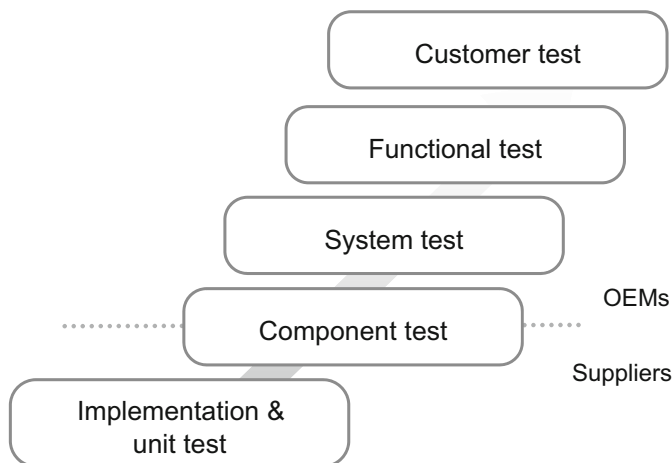 Customer test
Functional test
System test
OEMs
Component test
Suppliers
Implementation &
unit test